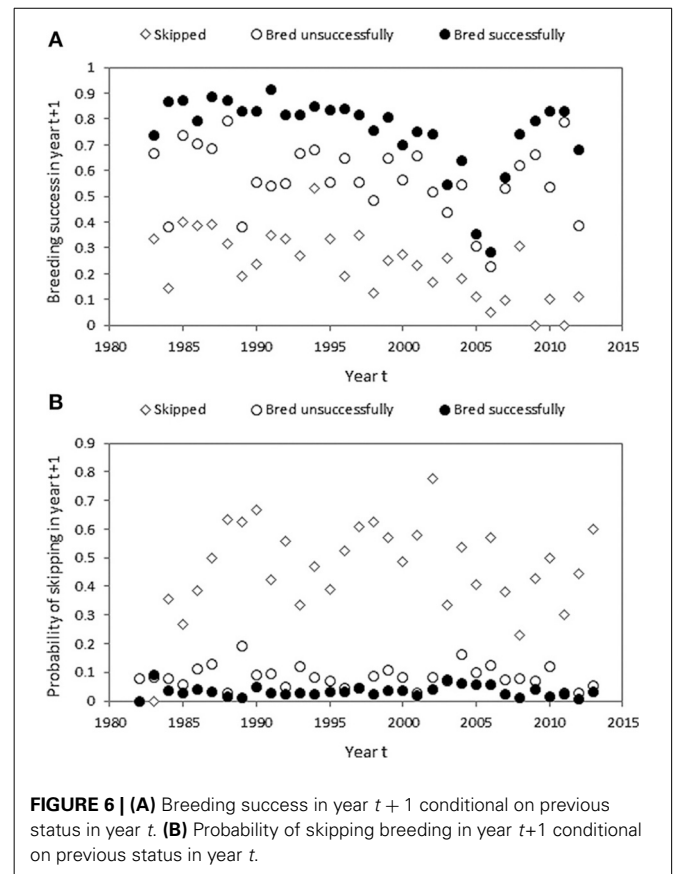 A
Skipped Bred unsuccessfully Bred successfully
1
0.9
0.8
0.7
0.6
0.5
0.4
0.3
0.2
0.1
0
Breeding success in year t+1
1980 1985 1990 1995 2000 2005 2010 2015
Year t
B
Skipped Bred unsuccessfully Bred successfully
0.9
0.8
0.7
0.6
0.5
0.4
0.3
0.2
0.1
0
Probability of skipping in year t+1
1980 1985 1990 1995 2000 2005 2010 2015
Year t
FIGURE 6 | (A) Breeding success in year t + 1 conditional on previous
status in year t. (B) Probability of skipping breeding in year t+1 conditional
on previous status in year t.